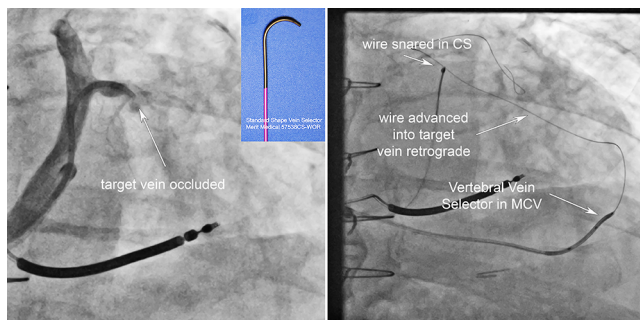 Standard Shape Vein Selector
Merit Medical 57538CS-WOR
target vein occluded
wire snared in CS
wire advanced
into target
vein retrograde
Vertebral Vein
Selector in MCV